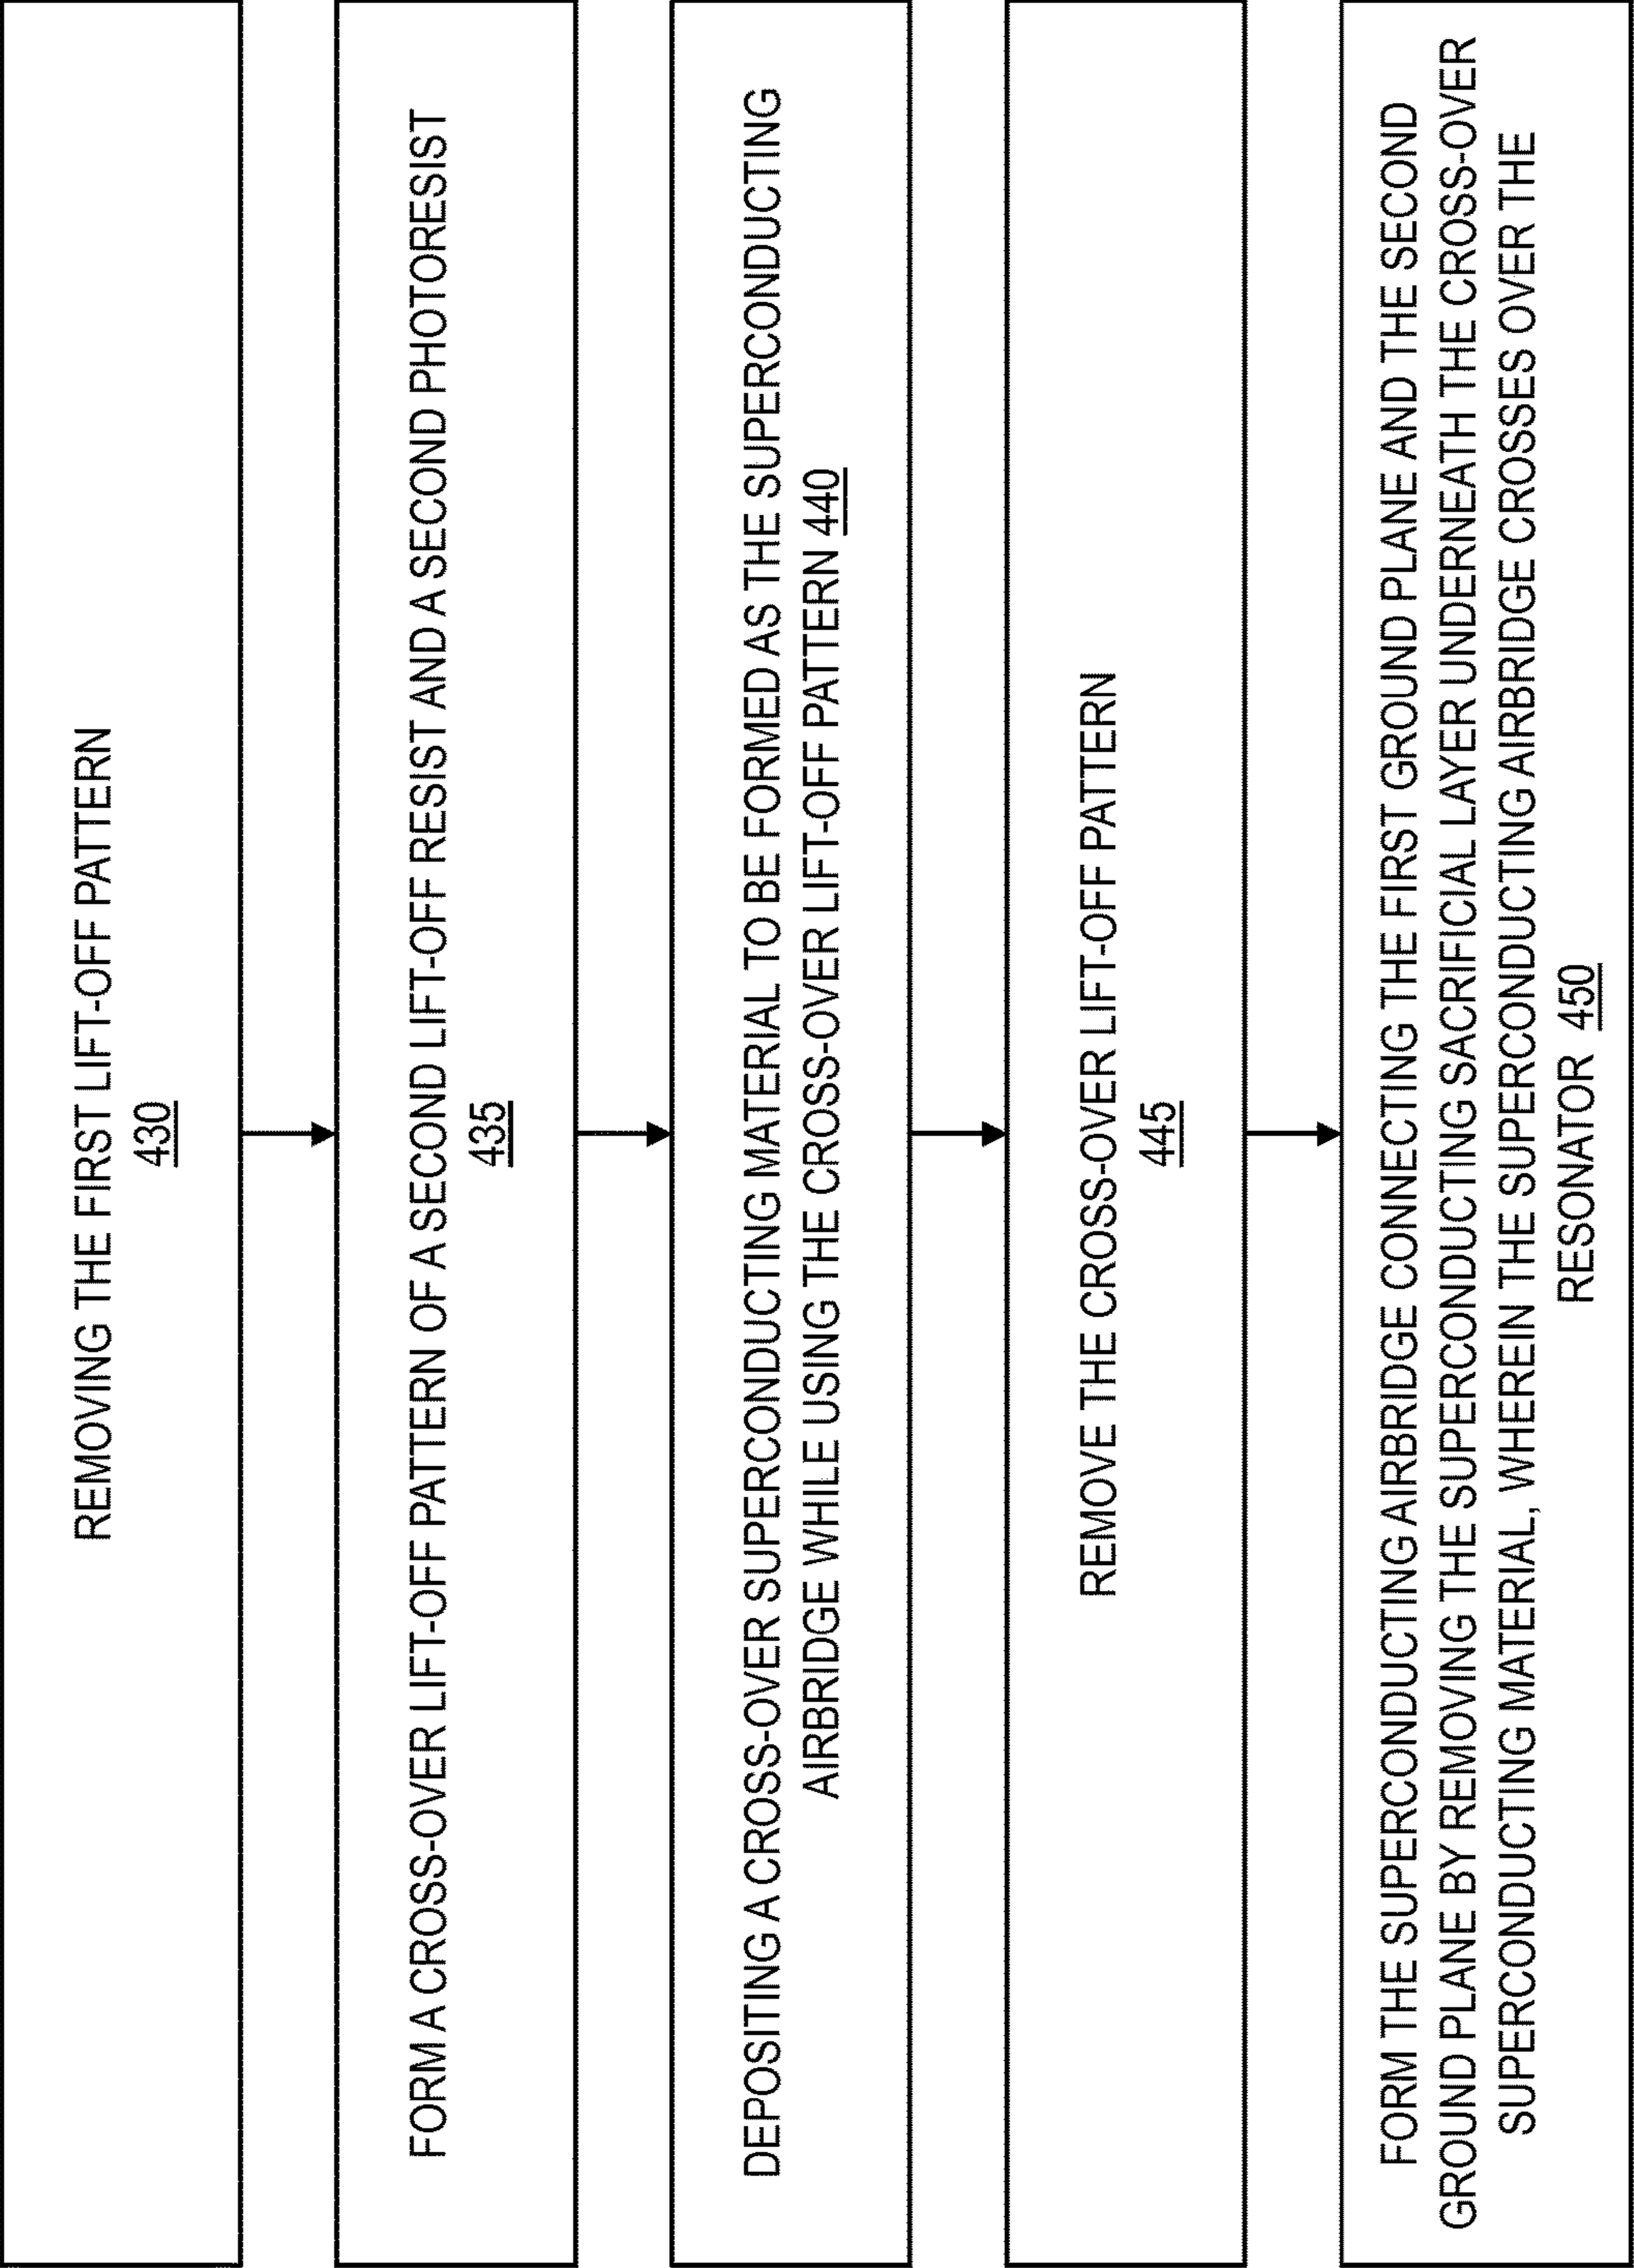 REMOVING THE FIRST LIFT-OFF PATTERN
430
FORM A CROSS-OVER LIFT-OFF PATTERN OF A SECOND LIFT-OFF RESIST AND A SECOND PHOTORESIST
435
DEPOSITING A CROSS-OVER SUPERCONDUCTING MATERIAL TO BE FORMED AS THE SUPERCONDUCTING
AIRBRIDGE WHILE USING THE CROSS-OVER LIFT-OFF PATTERN 440
REMOVE THE CROSS-OVER LIFT-OFF PATTERN
445
FORM THE SUPERCONDUCTING AIRBRIDGE CONNECTING THE FIRST GROUND PLANE AND THE SECOND
GROUND PLANE BY REMOVING THE SUPERCONDUCTING SACRIFICIAL LAYER UNDERNEATH THE CROSS-OVER
SUPERCONDUCTING MATERIAL, WHEREIN THE SUPERCONDUCTING AIRBRIDGE CROSSES OVER THE
RESONATOR 450